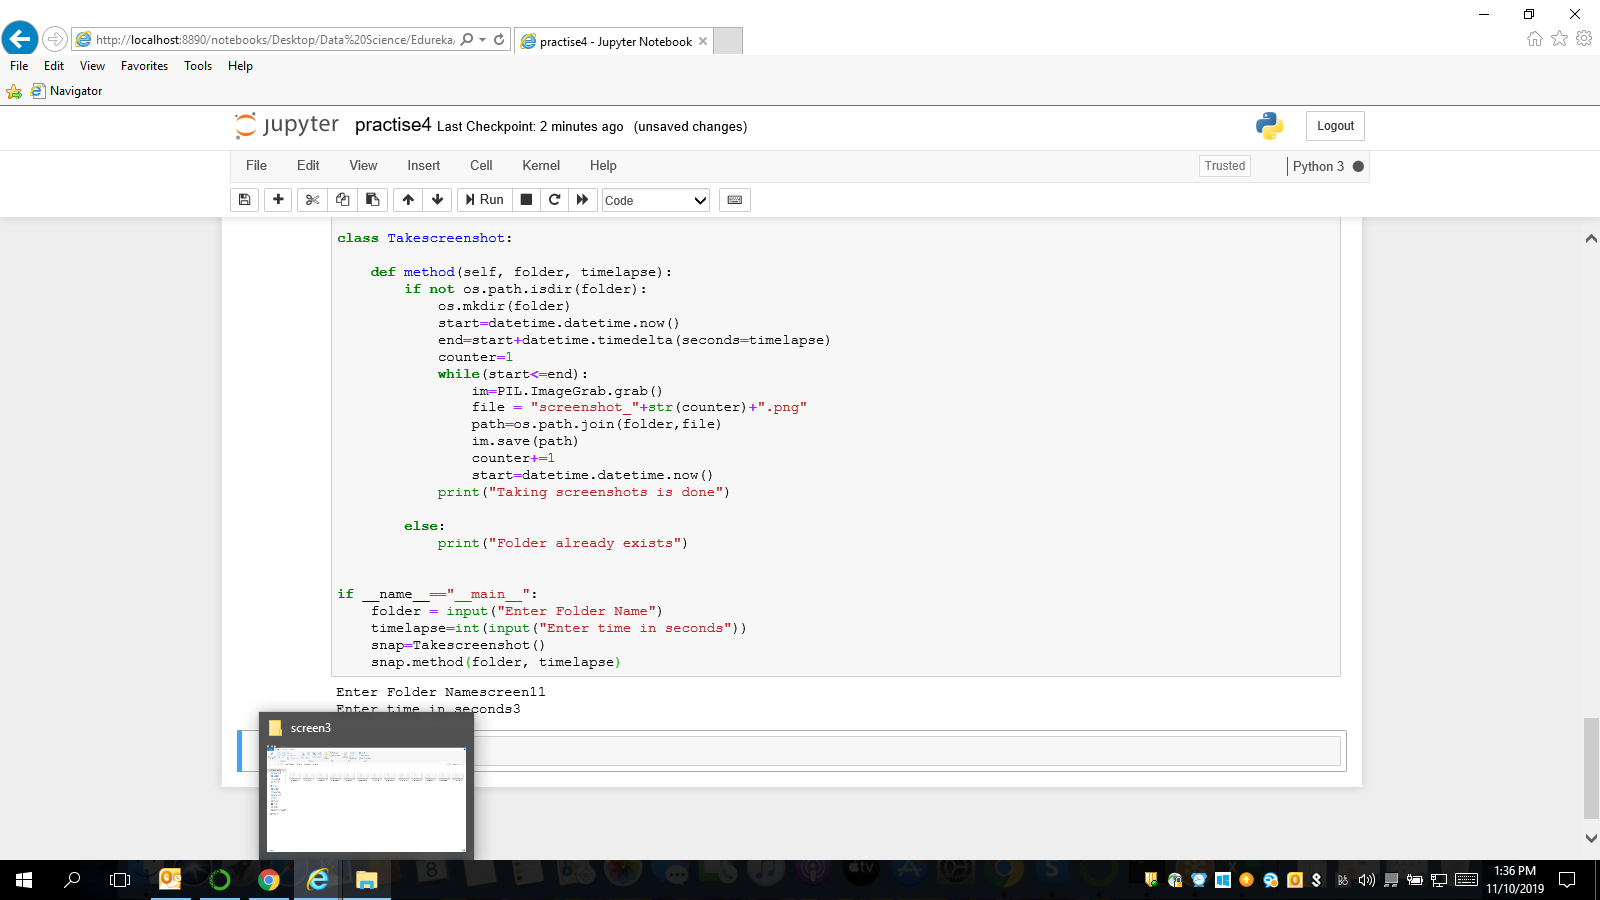 http://localhost:8890/notebooks/Desktop/Data%20Science/Edureka/
practise4 - Jupyter Notebook
File Edit View Favorites Tools Help
Navigator
jupyter practise4 Last Checkpoint: 2 minutes ago (unsaved changes)
Logout
File Edit View Insert Cell Kernel Help
Trusted
Python 3
Run
Code
class Takescreenshot:
def method(self, folder, timelapse):
if not os.path.isdir(folder):
os.mkdir(folder)
start=datetime.datetime.now()
end=start+datetime.timedelta(seconds=timelapse)
counter=1
while(start<=end):
im=PIL.ImageGrab.grab()
file = "screenshot_"+str(counter)+".png"
path=os.path.join(folder,file)
im.save(path)
counter+=1
start=datetime.datetime.now()
print("Taking screenshots is done")
else:
print("Folder already exists")
if __name__=="__main__":
folder = input("Enter Folder Name")
timelapse=int(input("Enter time in seconds"))
snap=Takescreenshot()
snap.method(folder, timelapse)
Enter Folder Namescreen11
Enter time in seconds3
screen3
1:36 PM
11/10/2019